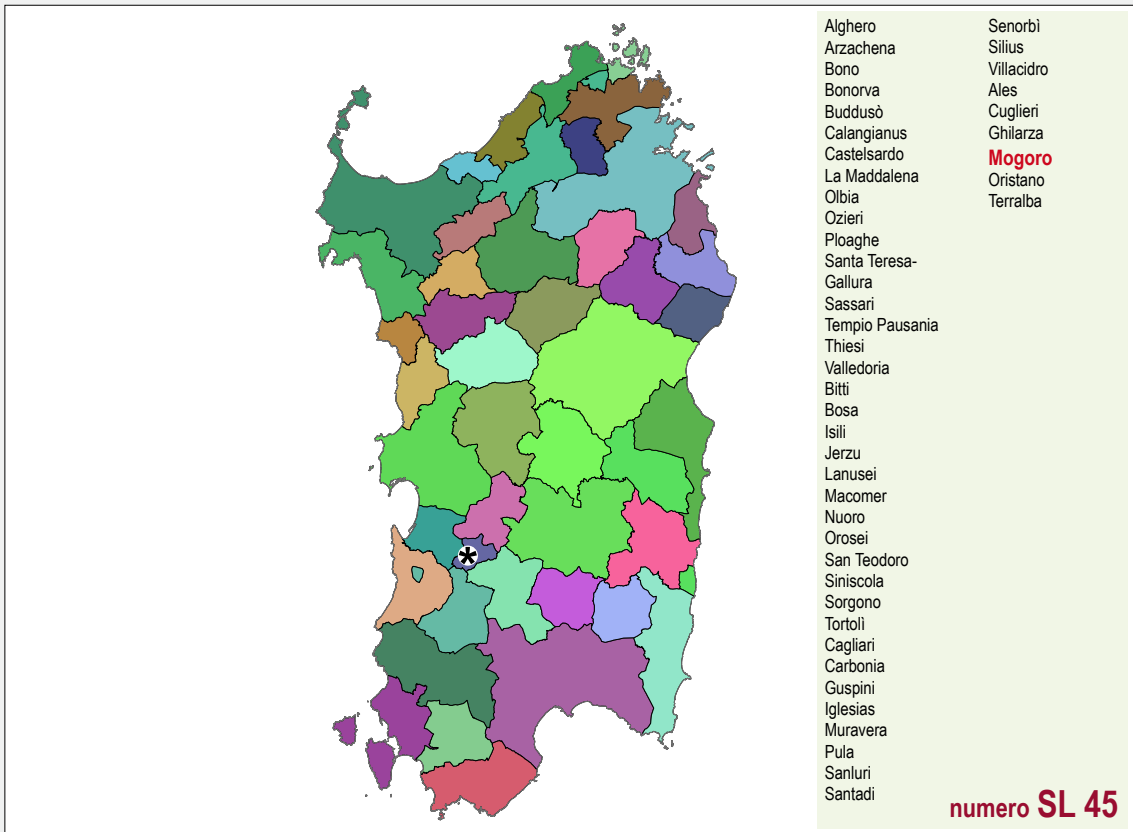 Alghero
Arzachena
Bono
Bonorva
Buddusò
Calangianus
Castelsardo
La Maddalena
Olbia
Ozieri
Ploaghe
Santa Teresa-
Gallura
Sassari
Tempio Pausania
Thiesi
Valledoria
Bitti
Bosa
Isili
Jerzu
Lanusei
Macomer
Nuoro
Orosei
San Teodoro
Siniscola
Sorgono
Tortolì
Cagliari
Carbonia
Guspini
Iglesias
Muravera
Pula
Sanluri
Santadi
Senorbì
Silius
Villacidro
Ales
Cuglieri
Ghilarza
Mogoro
Oristano
Terralba
*
numero SL 45